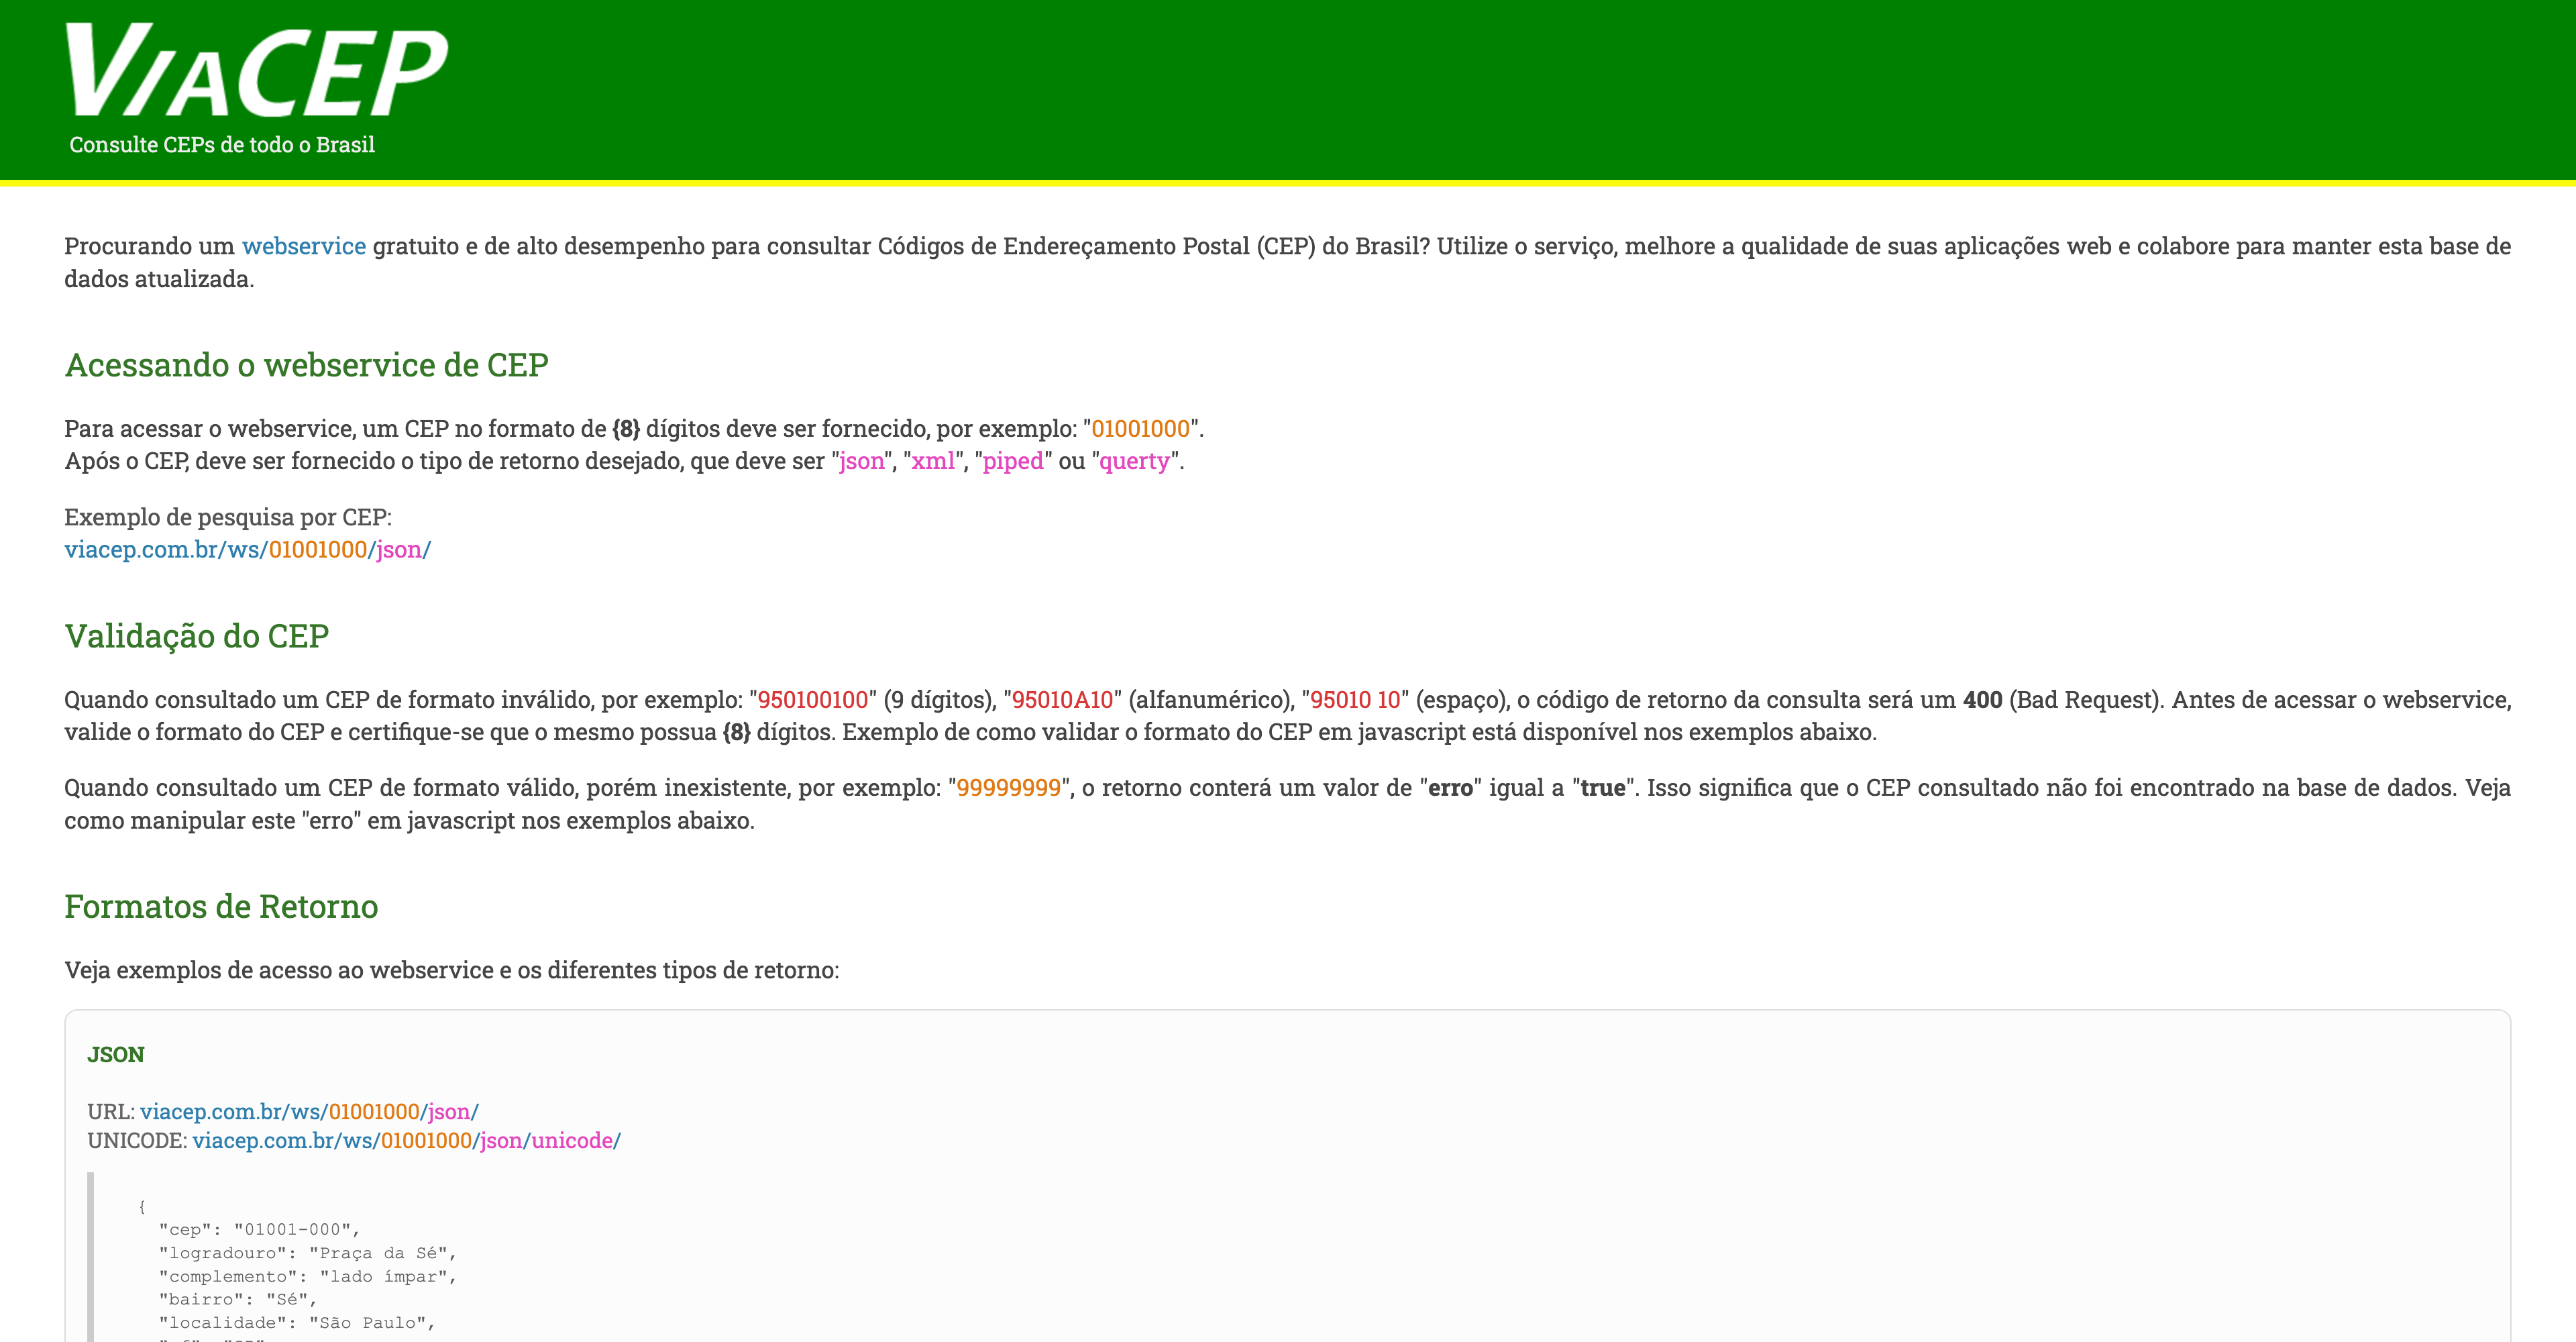 VIACEP
Consulte CEPs de todo o Brasil
Procurando um webservice gratuito e de alto desempenho para consultar Códigos de Endereçamento Postal (CEP) do Brasil? Utilize o serviço, melhore a qualidade de suas aplicações web e colabore para manter esta base de
dados atualizada.
Acessando o webservice de CEP
Para acessar o webservice, um CEP no formato de {8} dígitos deve ser fornecido, por exemplo: "01001000".
Após o CEP, deve ser fornecido o tipo de retorno desejado, que deve ser "json", "xml", "piped" ou "querty".
Exemplo de pesquisa por CEP:
viacep.com.br/ws/01001000/json/
Validação do CEP
Quando consultado um CEP de formato inválido, por exemplo: "950100100" (9 dígitos), "95010A10" (alfanumérico), "95010 10" (espaço), o código de retorno da consulta será um 400 (Bad Request). Antes de acessar o webservice,
valide o formato do CEP e certifique-se que o mesmo possua {8} dígitos. Exemplo de como validar o formato do CEP em javascript está disponível nos exemplos abaixo.
Quando consultado um CEP de formato válido, porém inexistente, por exemplo: "99999999", o retorno conterá um valor de "erro" igual a "true". Isso significa que o CEP consultado não foi encontrado na base de dados. Veja
como manipular este "erro" em javascript nos exemplos abaixo.
Formatos de Retorno
Veja exemplos de acesso ao webservice e os diferentes tipos de retorno:
JSON
URL: viacep.com.br/ws/01001000/json/
UNICODE: viacep.com.br/ws/01001000/json/unicode/
{
"cep": "01001-000",
"logradouro": "Praça da Sé",
"complemento": "lado ímpar",
"bairro": "Sé",
"localidade": "São Paulo",